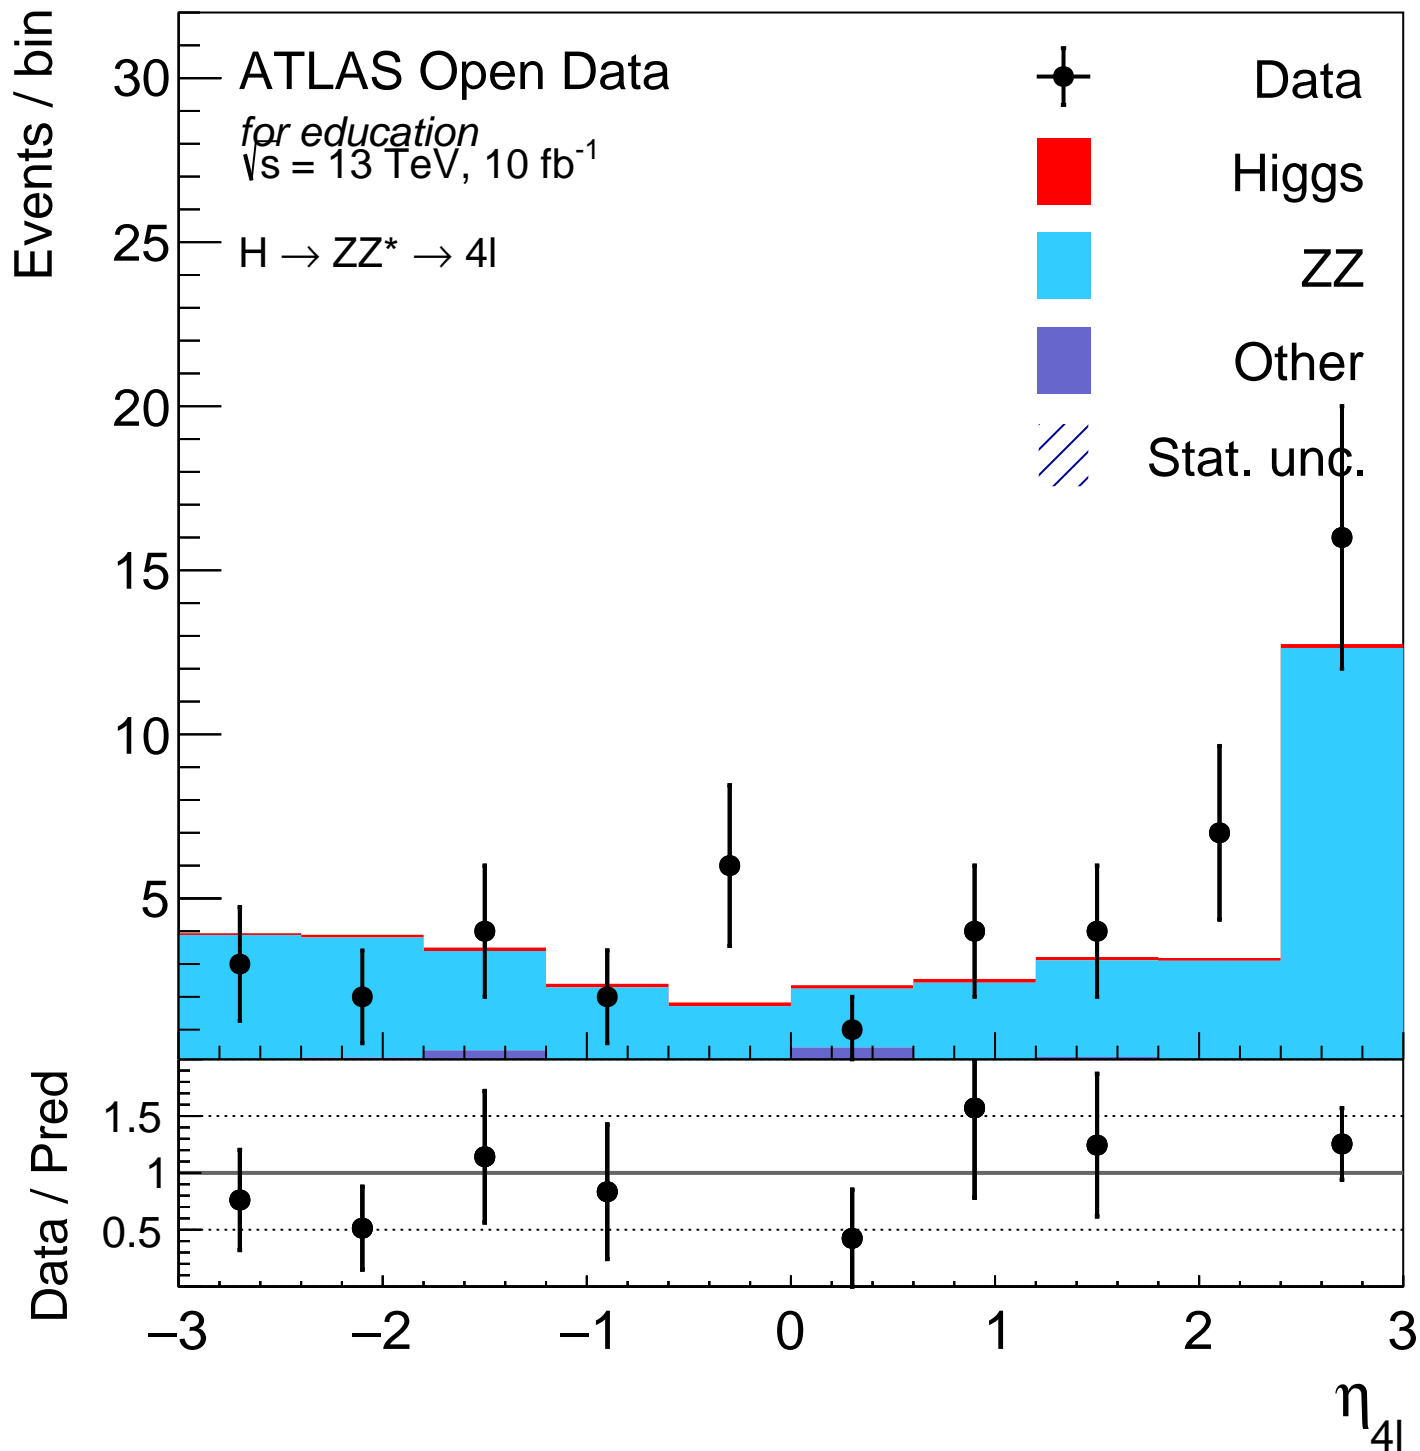 Events / bin
30
25
20
15
10
5
ATLAS Open Data
for education
√s = 13 TeV, 10 fb⁻¹
H → ZZ* → 4l
Data
Higgs
ZZ
Other
Stat. unc.
Data / Pred
1.5
1
0.5
−3 −2 −1 0 1 2 3
η4l